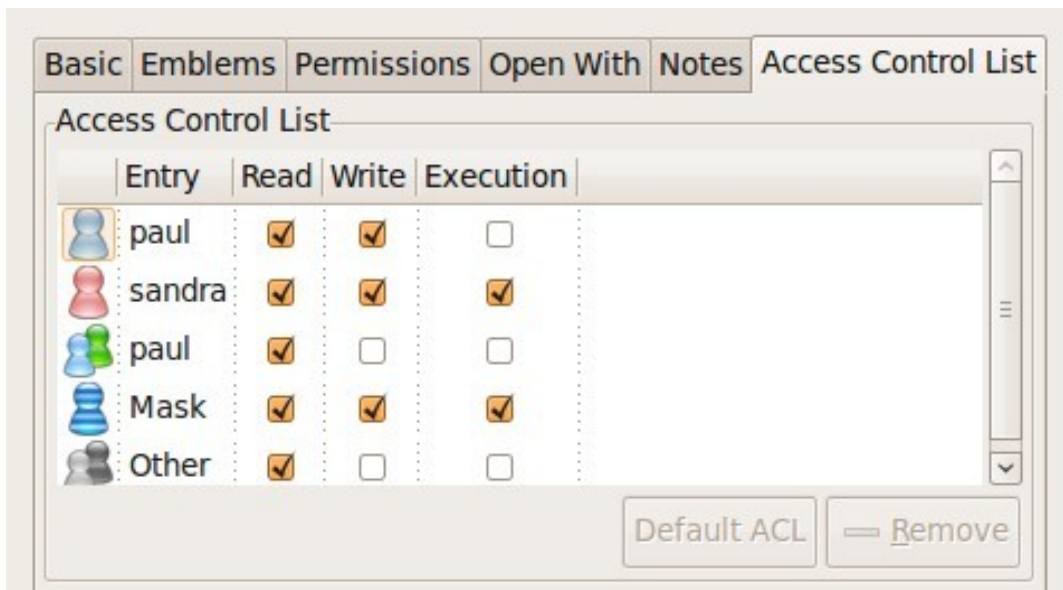 Basic Emblems Permissions Open With Notes Access Control List
Access Control List
Entry Read Write Execution
paul
sandra
paul
Mask
Other
Default ACL Remove